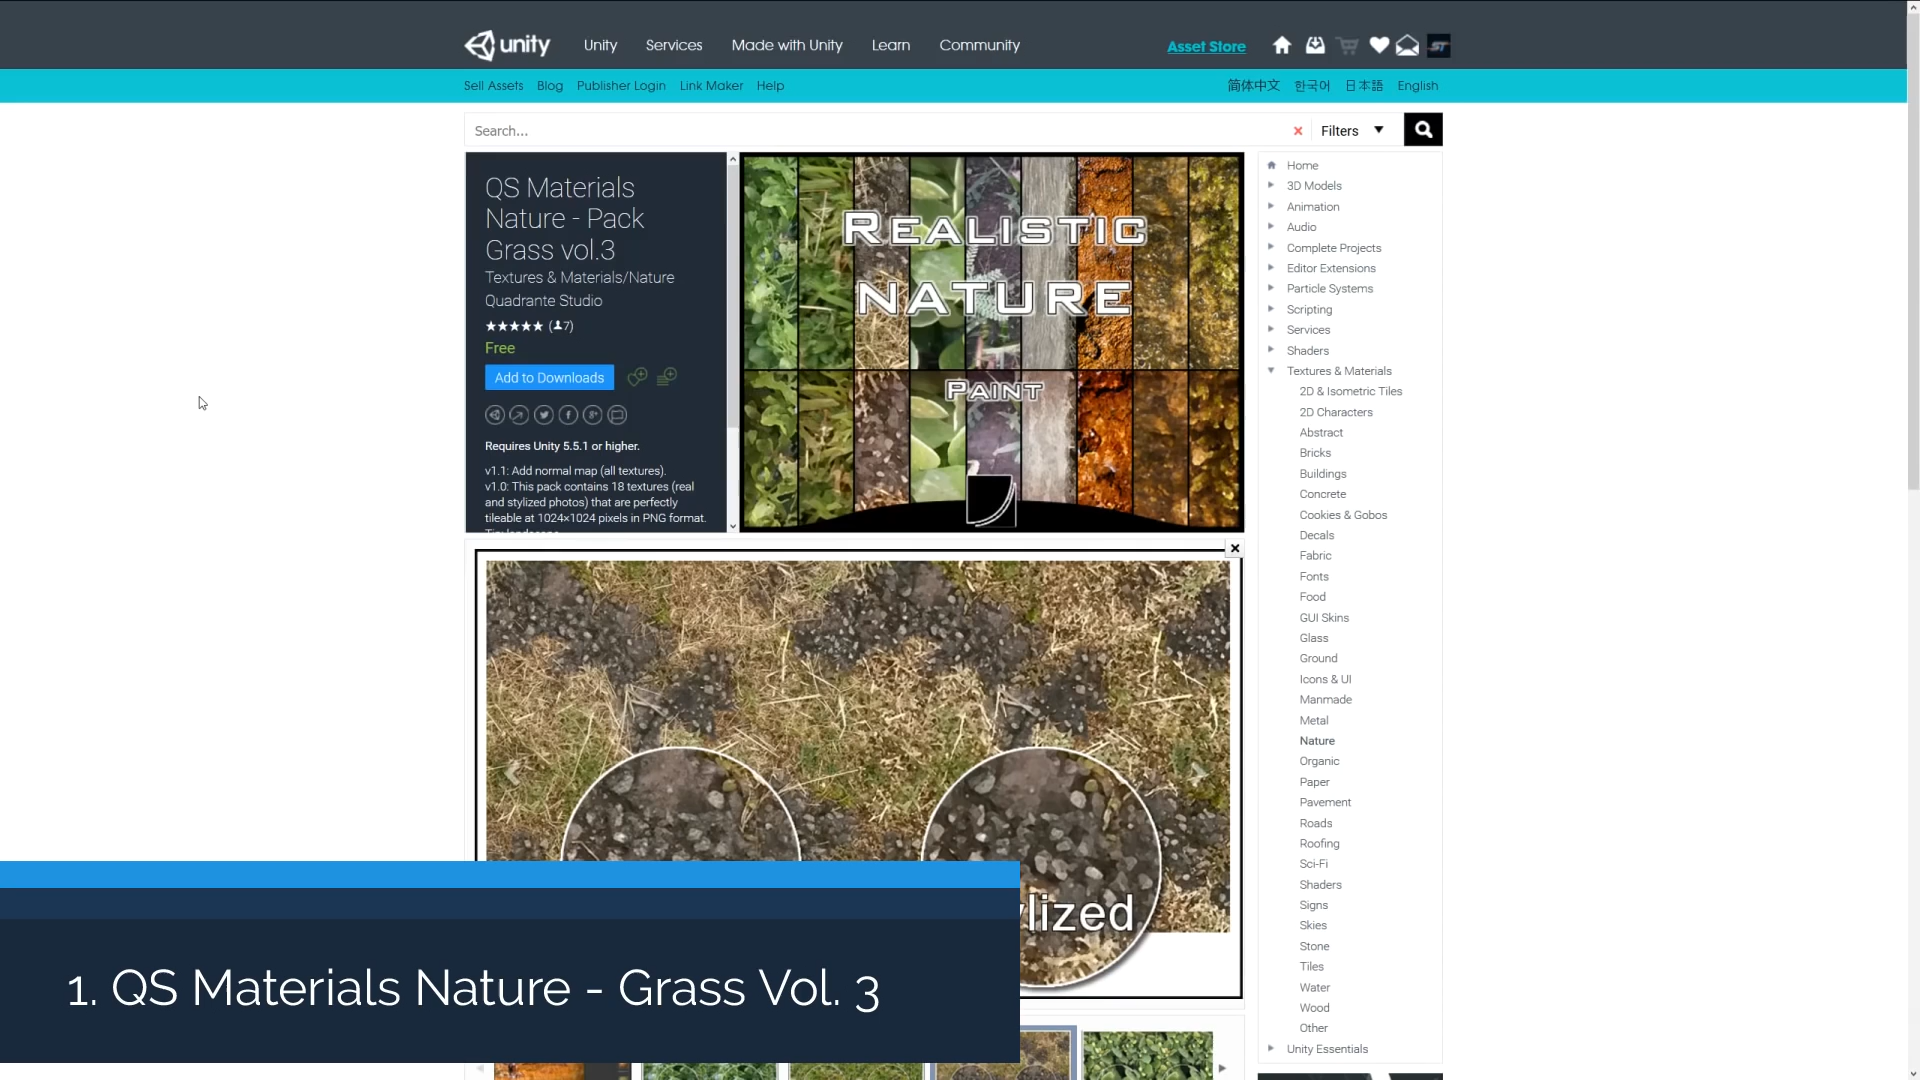 unity
Unity
Services
Made with Unity
Learn
Community
Asset Store
Sell Assets
Blog
Publisher Login
Link Maker
Help
简体中文
한국어
日本語
English
Search...
Filters
QS Materials
Nature - Pack
Grass vol.3
Textures & Materials/Nature
Quadrante Studio
★★★★★ (7)
Free
Add to Downloads
Requires Unity 5.5.1 or higher.
v1.1: Add normal map (all textures).
v1.0: This pack contains 18 textures (real
and stylized photos) that are perfectly
tileable at 1024×1024 pixels in PNG format.
REALISTIC
NATURE
PAINT
Home
3D Models
Animation
Audio
Complete Projects
Editor Extensions
Particle Systems
Scripting
Services
Shaders
Textures & Materials
2D & Isometric Tiles
2D Characters
Abstract
Bricks
Buildings
Concrete
Cookies & Gobos
Decals
Fabric
Fonts
Food
GUI Skins
Glass
Ground
Icons & UI
Manmade
Metal
Nature
Organic
Paper
Pavement
Roads
Roofing
Sci-Fi
Shaders
Signs
Skies
Stone
Tiles
Water
Wood
Other
Unity Essentials
lized
1. QS Materials Nature - Grass Vol. 3